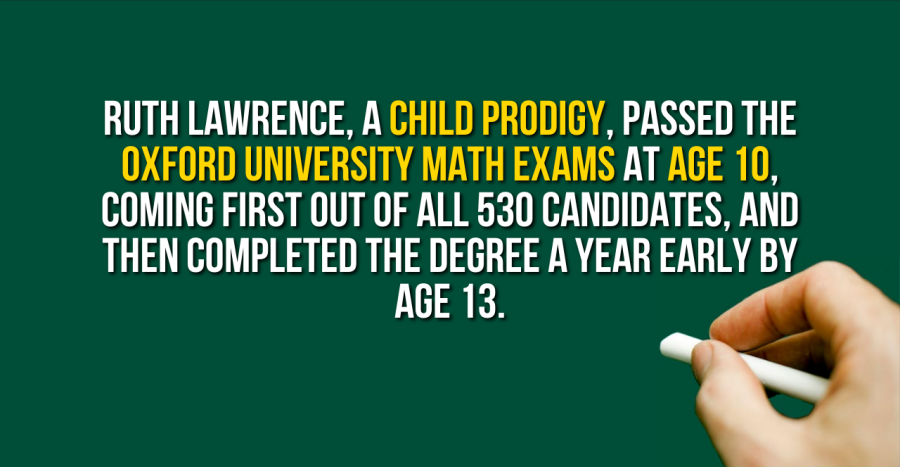 RUTH LAWRENCE, A CHILD PRODIGY, PASSED THE
OXFORD UNIVERSITY MATH EXAMS AT AGE 10,
COMING FIRST OUT OF ALL 530 CANDIDATES, AND
THEN COMPLETED THE DEGREE A YEAR EARLY BY
AGE 13.